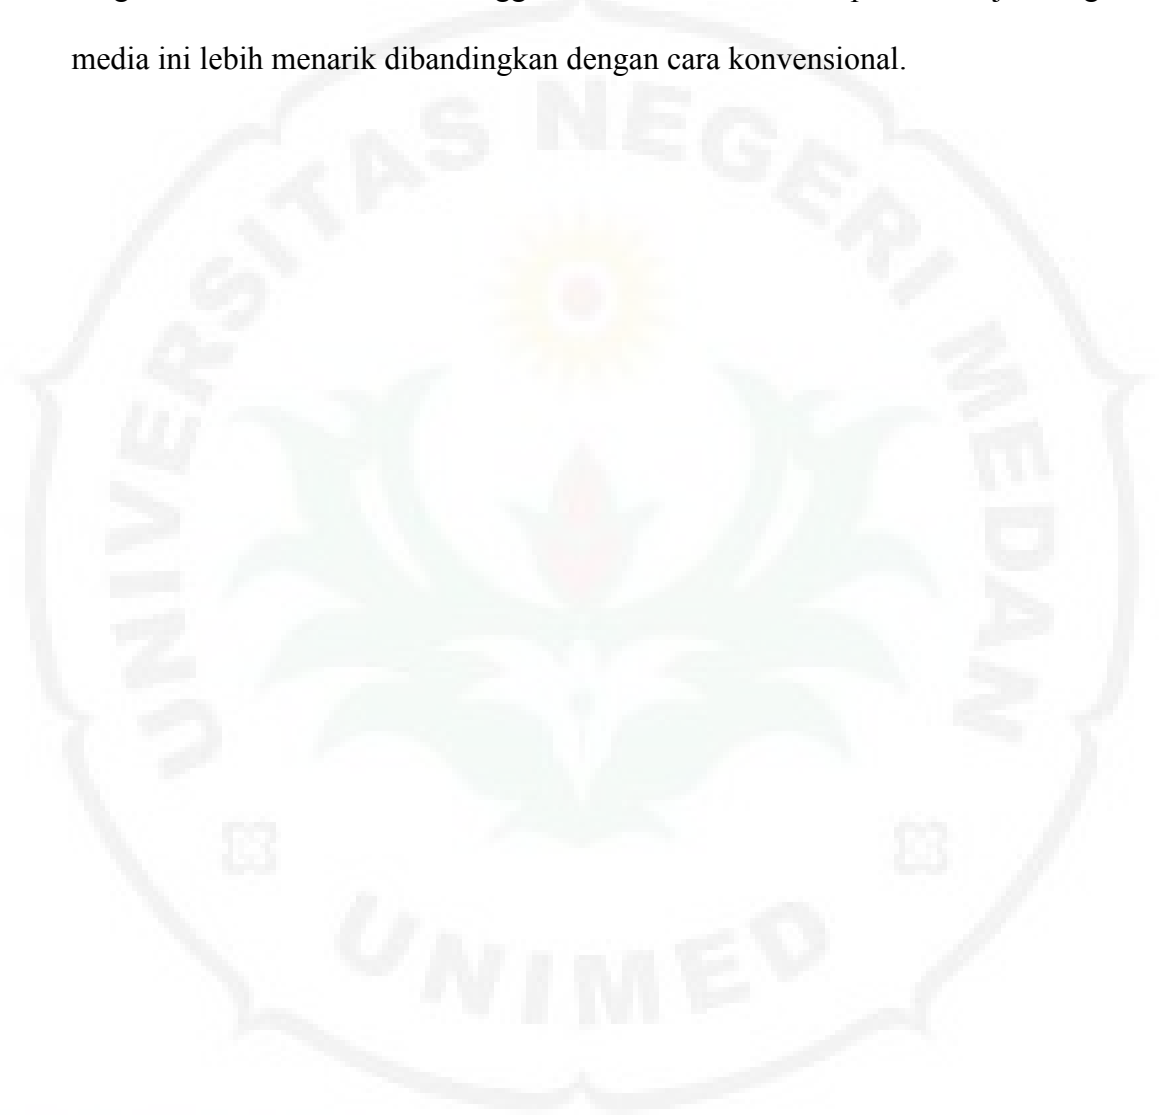 media ini lebih menarik dibandingkan dengan cara konvensional.
UNIVERSITAS NEGERI MEDAN
UNIMED